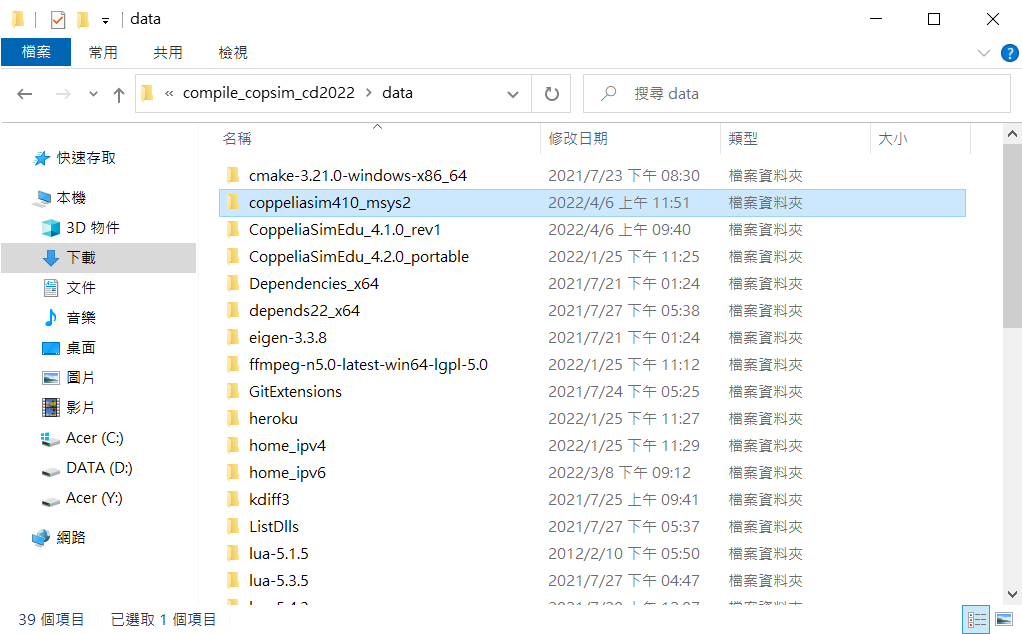 data
檔案 常用 共用 檢視
« compile_copsim_cd2022 > data 搜尋 data
名稱 修改日期 類型 大小
快速存取
本機
3D 物件
下載
文件
音樂
桌面
圖片
影片
Acer (C:)
DATA (D:)
Acer (Y:)
網路
cmake-3.21.0-windows-x86_64 2021/7/23 下午 08:30 檔案資料夾
coppeliasim410_msys2 2022/4/6 上午 11:51 檔案資料夾
CoppeliaSimEdu_4.1.0_rev1 2022/4/6 上午 09:40 檔案資料夾
CoppeliaSimEdu_4.2.0_portable 2022/1/25 下午 11:25 檔案資料夾
Dependencies_x64 2021/7/21 下午 01:24 檔案資料夾
depends22_x64 2021/7/27 下午 05:38 檔案資料夾
eigen-3.3.8 2021/7/21 下午 01:24 檔案資料夾
ffmpeg-n5.0-latest-win64-lgpl-5.0 2022/1/25 下午 11:12 檔案資料夾
GitExtensions 2021/7/24 下午 05:25 檔案資料夾
heroku 2022/1/25 下午 11:27 檔案資料夾
home_ipv4 2022/1/25 下午 11:29 檔案資料夾
home_ipv6 2022/3/8 下午 09:12 檔案資料夾
kdiff3 2021/7/25 上午 09:41 檔案資料夾
ListDlls 2021/7/27 下午 05:37 檔案資料夾
lua-5.1.5 2012/2/10 下午 05:50 檔案資料夾
lua-5.3.5 2021/7/27 下午 04:47 檔案資料夾
39 個項目 已選取 1 個項目